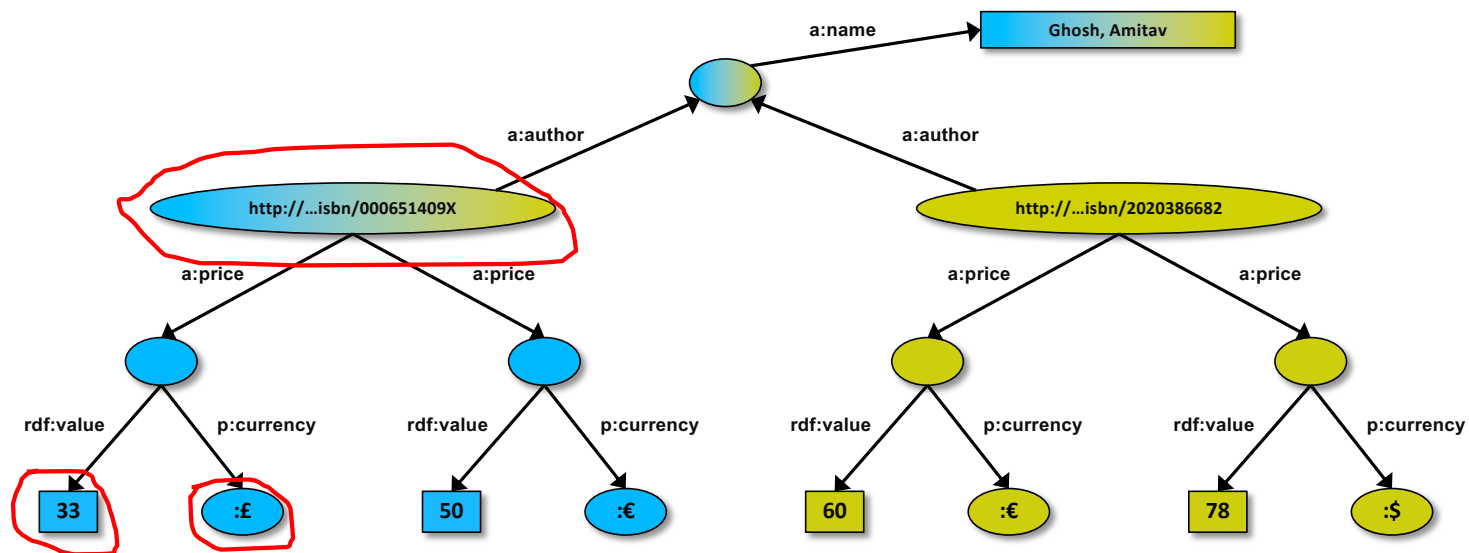 a:name
Ghosh, Amitav
a:author
a:author
http://...isbn/000651409X
http://...isbn/2020386682
a:price
a:price
a:price
a:price
rdf:value
p:currency
rdf:value
p:currency
rdf:value
p:currency
rdf:value
p:currency
33
:£
50
:€
60
:€
78
:$